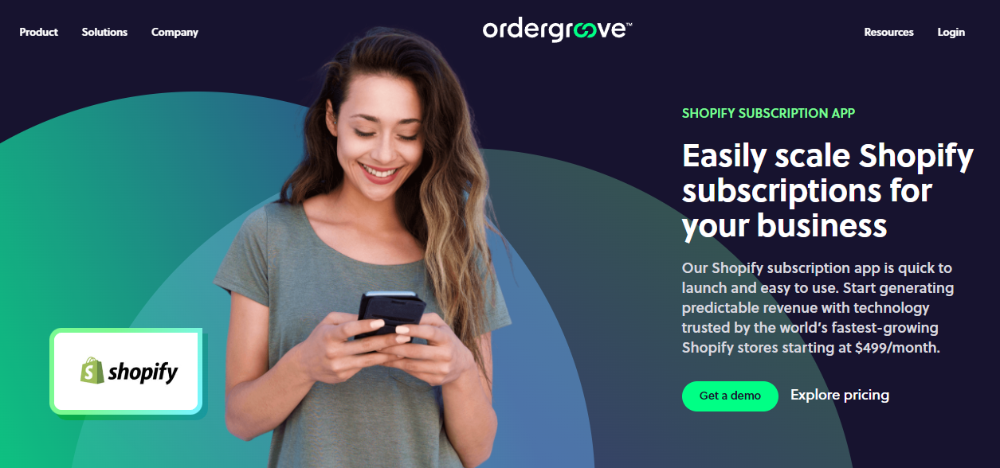 Product Solutions Company ordergroove™ Resources Login
SHOPIFY SUBSCRIPTION APP
Easily scale Shopify
subscriptions for
your business
Our Shopify subscription app is quick to
launch and easy to use. Start generating
predictable revenue with technology
trusted by the world's fastest-growing
Shopify stores starting at $499/month.
shopify
Get a demo Explore pricing